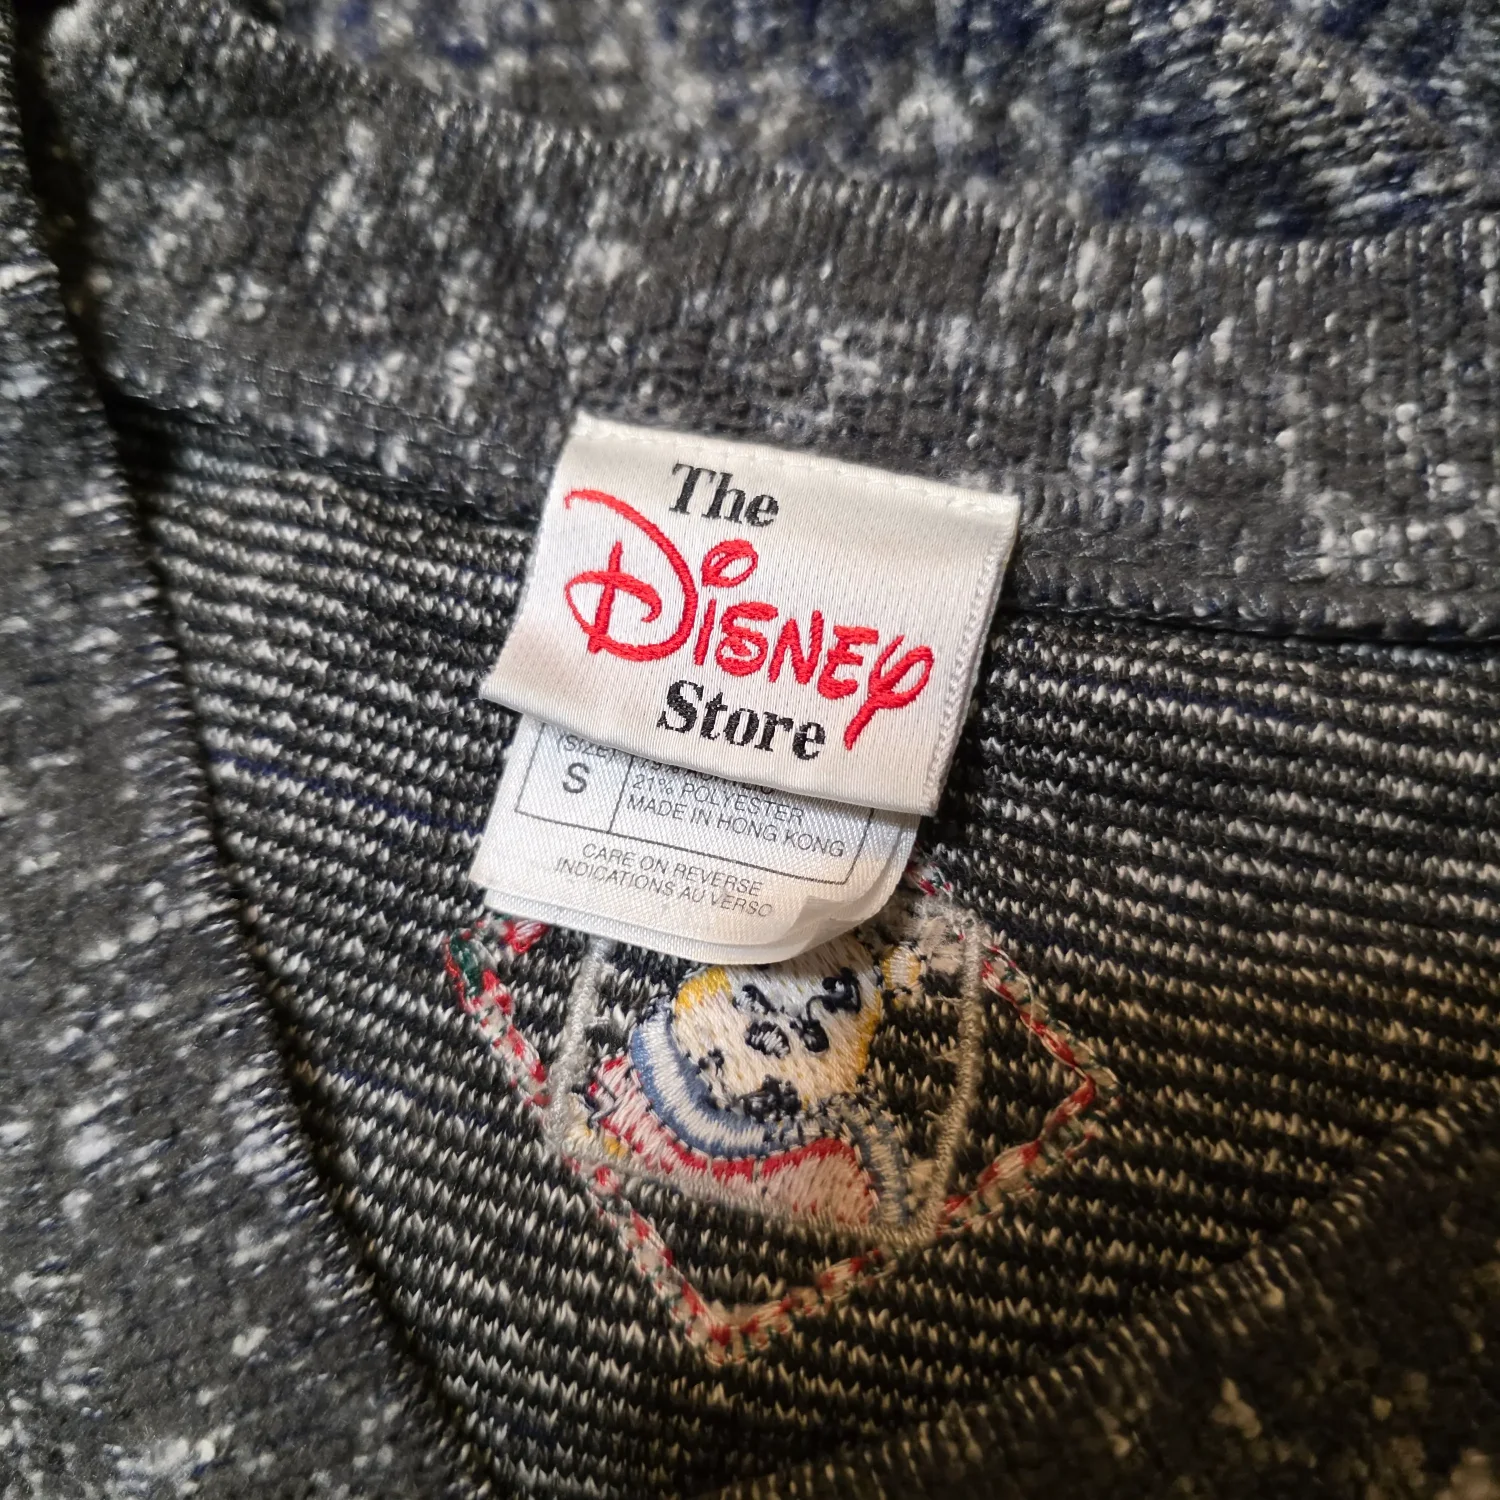 The
Disney
Store
(SIZE)
S
21% POLYESTER
MADE IN HONG KONG
CARE ON REVERSE
INDICATIONS AU VERSO